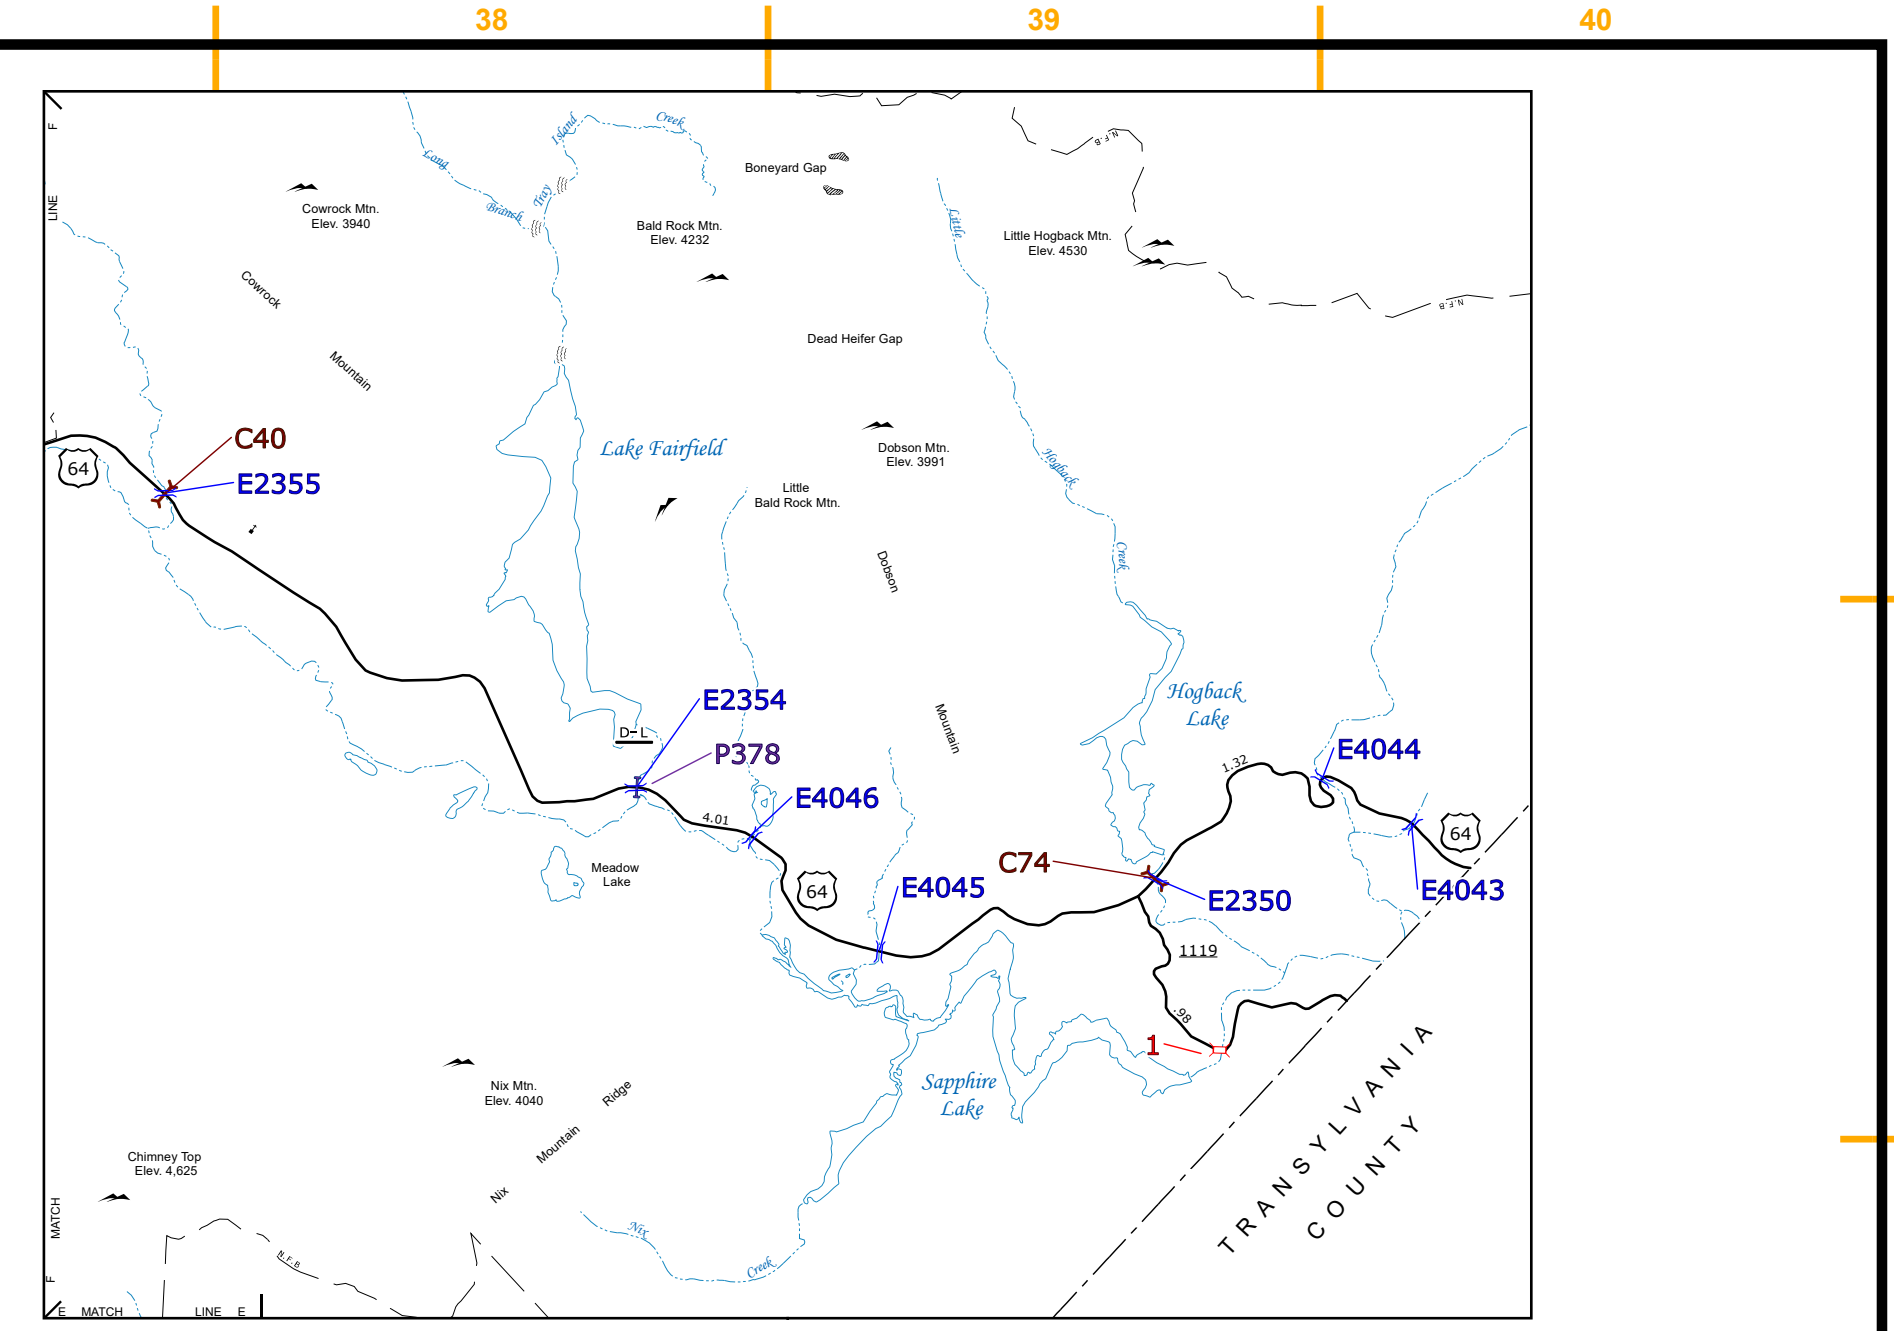 38
39
40
F
LINE
Long
Branch
Tray
Island
Creek
Boneyard Gap
N.F.B
Cowrock Mtn.
Elev. 3940
Bald Rock Mtn.
Elev. 4232
Little
Little Hogback Mtn.
Elev. 4530
Cowrock
Mountain
N.F.B
Dead Heifer Gap
C40
64
E2355
Lake Fairfield
Dobson Mtn.
Elev. 3991
Little
Bald Rock Mtn.
Hogback
Creek
Dobson
Mountain
Hogback
Lake
E2354
D-L
P378
E4046
4.01
1.32
E4044
64
Meadow
Lake
64
E4045
C74
E2350
E4043
1119
.98
1
Nix Mtn.
Elev. 4040
Sapphire
Lake
Nix
Mountain
Ridge
Chimney Top
Elev. 4,625
TRANSYLVANIA
COUNTY
MATCH
F
N.F.B
Nix
Creek
E MATCH LINE E